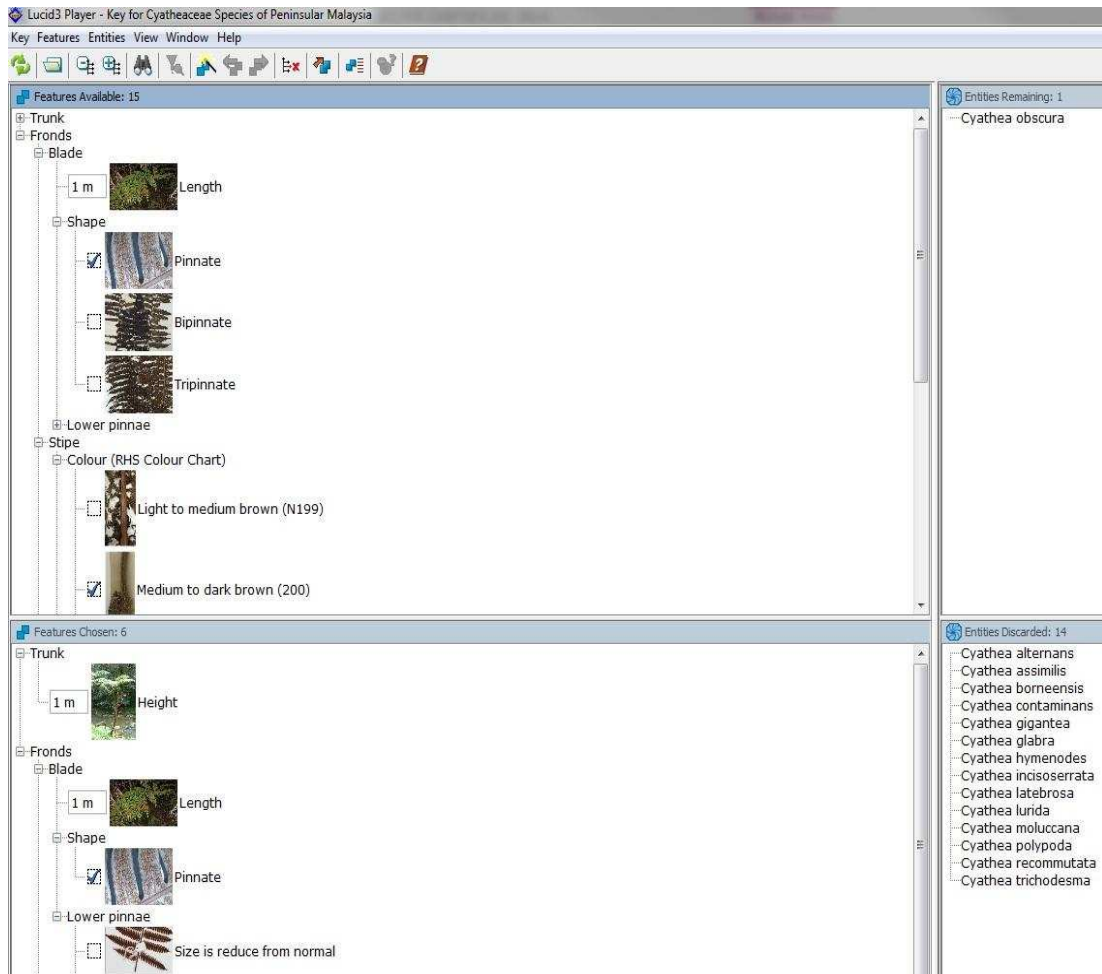 Lucid3 Player - Key for Cyatheaceae Species of Peninsular Malaysia
Key Features Entities View Window Help
Features Available: 15
Trunk
Fronds
Blade
1 m Length
Shape
Pinnate
Bipinnate
Tripinnate
Lower pinnae
Stipe
Colour (RHS Colour Chart)
Light to medium brown (N199)
Medium to dark brown (200)
Entities Remaining: 1
Cyathea obscura
Features Chosen: 6
Trunk
1 m Height
Fronds
Blade
1 m Length
Shape
Pinnate
Lower pinnae
Size is reduce from normal
Entities Discarded: 14
Cyathea alternans
Cyathea assimilis
Cyathea borneensis
Cyathea contaminans
Cyathea gigantea
Cyathea glabra
Cyathea hymenodes
Cyathea incisoserrata
Cyathea latebrosa
Cyathea lurida
Cyathea moluccana
Cyathea polypoda
Cyathea recommutata
Cyathea trichodesma